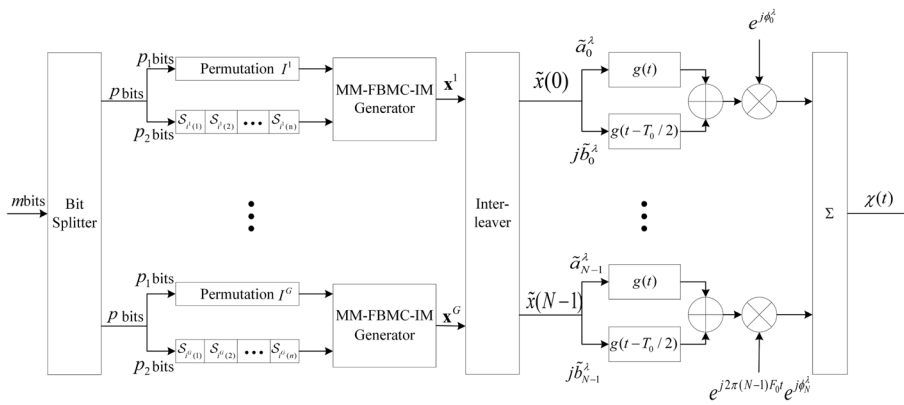 m bits
Bit Splitter
p bits
p₁ bits
p₂ bits
Permutation I¹
𝒮_{i¹(1)} 𝒮_{i¹(2)} ••• 𝒮_{i¹(n)}
MM-FBMC-IM
Generator
𝐱¹
Inter-
leaver
x̃(0)
ã₀^λ
jb̃₀^λ
g(t)
g(t−T₀/2)
e^{jϕ₀^λ}
Σ
χ(t)
p bits
p₁ bits
p₂ bits
Permutation I^G
𝒮_{i^G(1)} 𝒮_{i^G(2)} ••• 𝒮_{i^G(n)}
MM-FBMC-IM
Generator
𝐱^G
x̃(N−1)
ã_{N−1}^λ
jb̃_{N−1}^λ
g(t)
g(t−T₀/2)
e^{j2π(N−1)F₀t}e^{jϕ_N^λ}